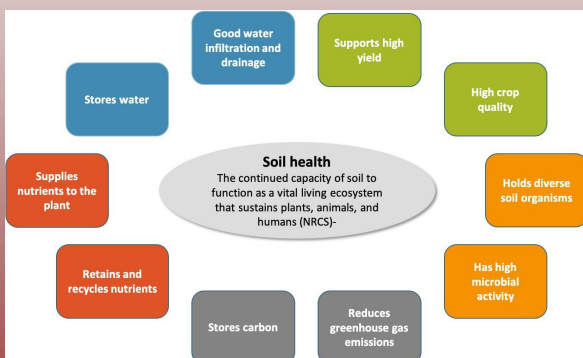 Good water
infiltration and
drainage
Supports high
yield
Stores water
High crop
quality
Soil health
The continued capacity of soil to
function as a vital living ecosystem
that sustains plants, animals, and
humans (NRCS)-
Supplies
nutrients to the
plant
Holds diverse
soil organisms
Retains and
recycles nutrients
Has high
microbial
activity
Stores carbon
Reduces
greenhouse gas
emissions